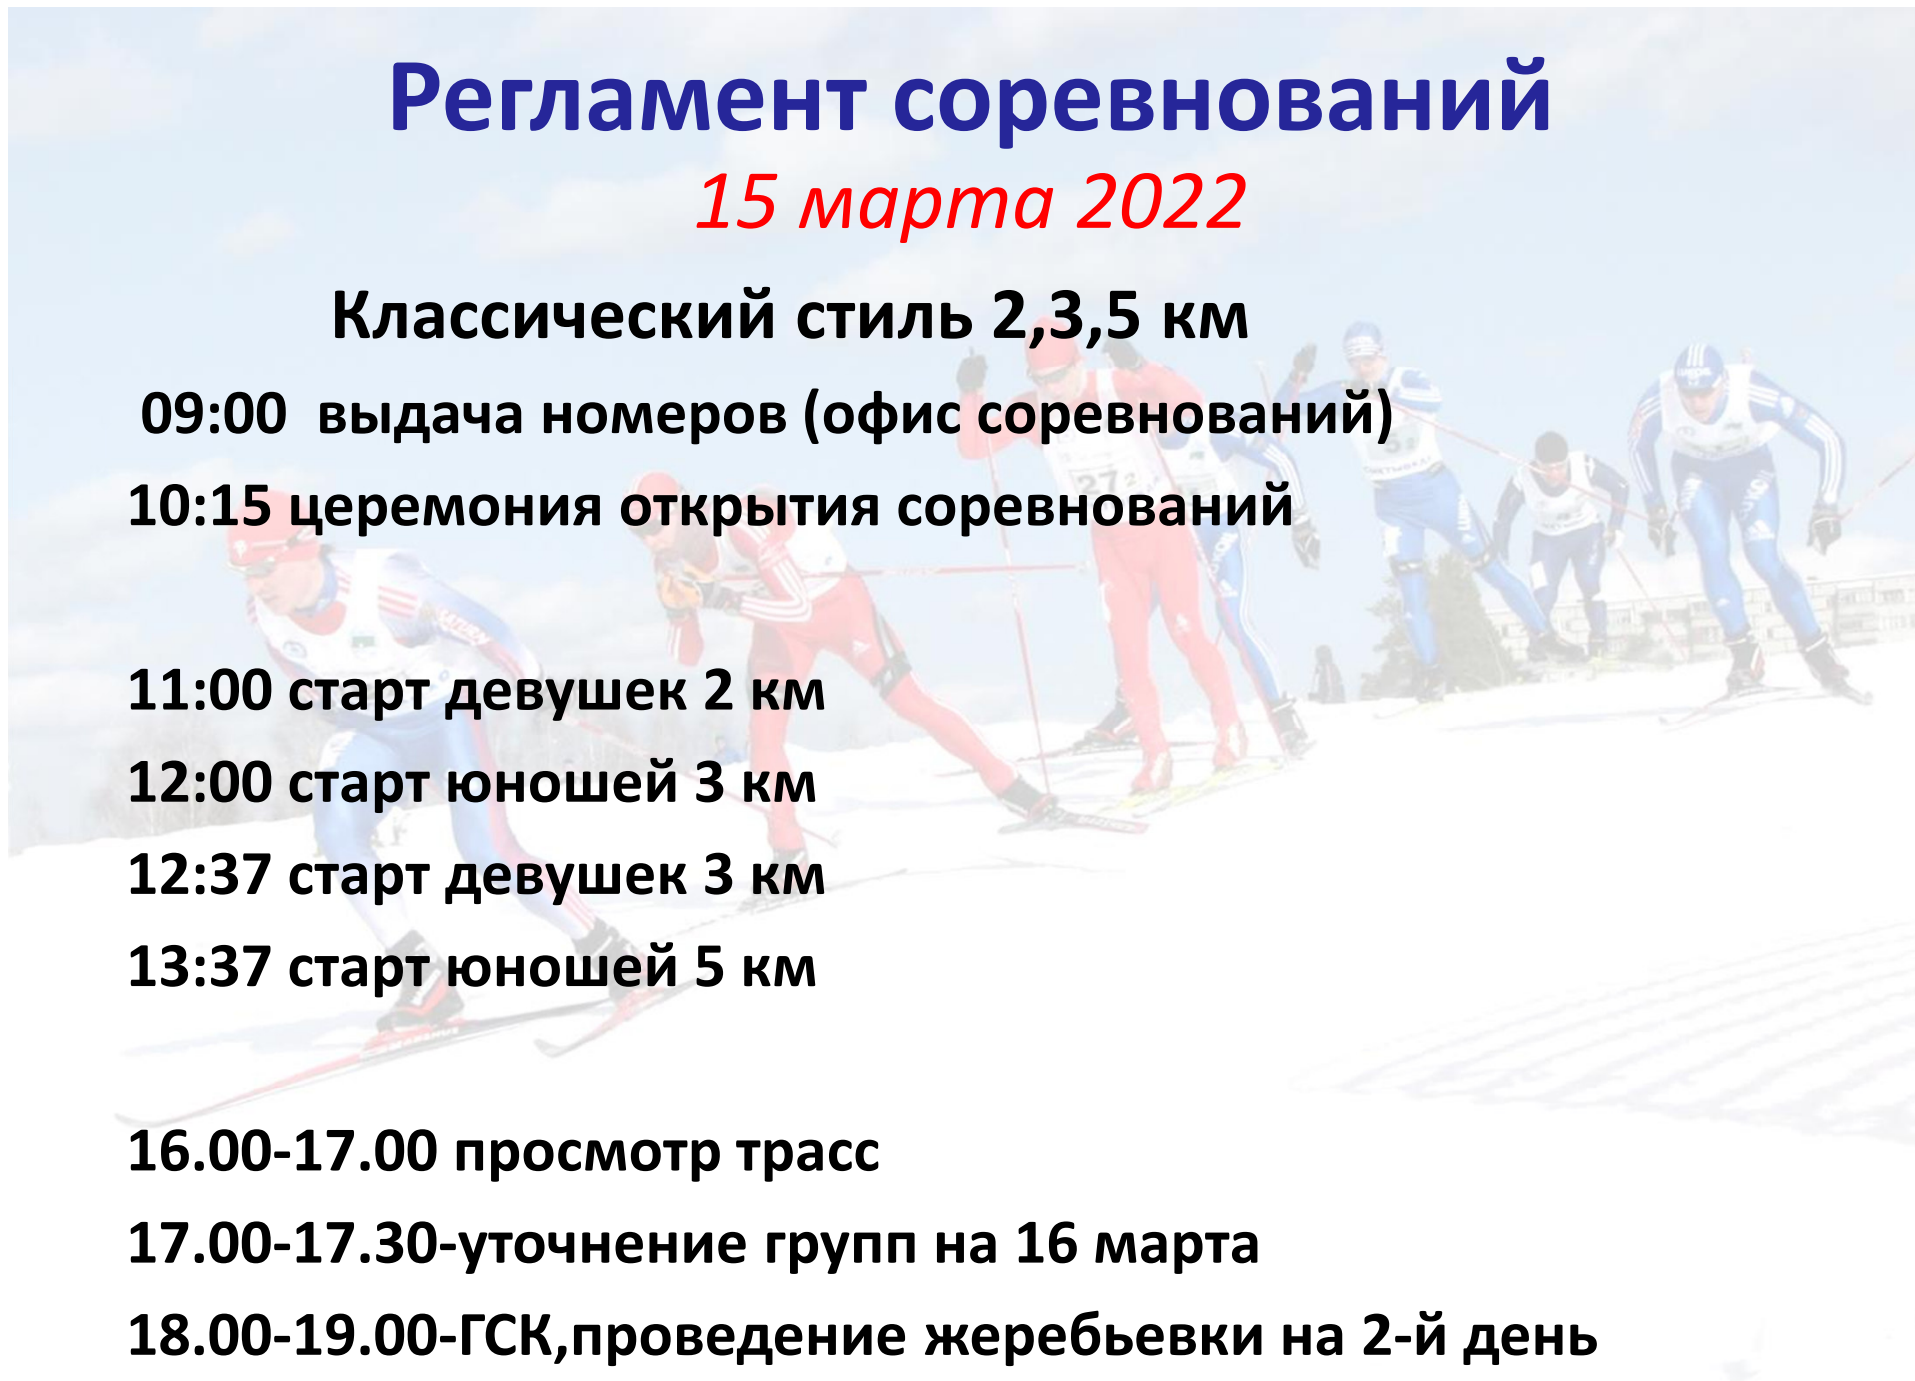 Регламент соревнований
15 марта 2022
Классический стиль 2,3,5 км
09:00 выдача номеров (офис соревнований)
10:15 церемония открытия соревнований
11:00 старт девушек 2 км
12:00 старт юношей 3 км
12:37 старт девушек 3 км
13:37 старт юношей 5 км
16.00-17.00 просмотр трасс
17.00-17.30-уточнение групп на 16 марта
18.00-19.00-ГСК,проведение жеребьевки на 2-й день
27